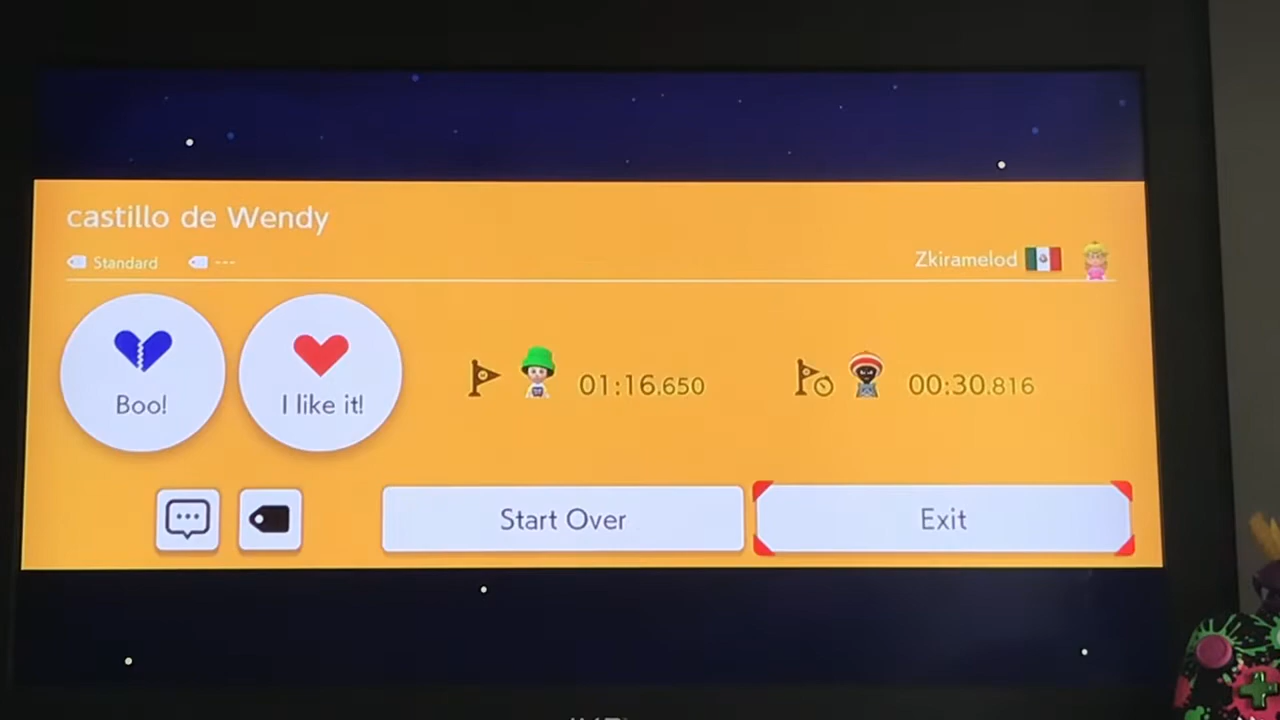 castillo de Wendy
Standard
---
Zkiramelod
Boo!
I like it!
01:16.650
00:30.816
Start Over
Exit